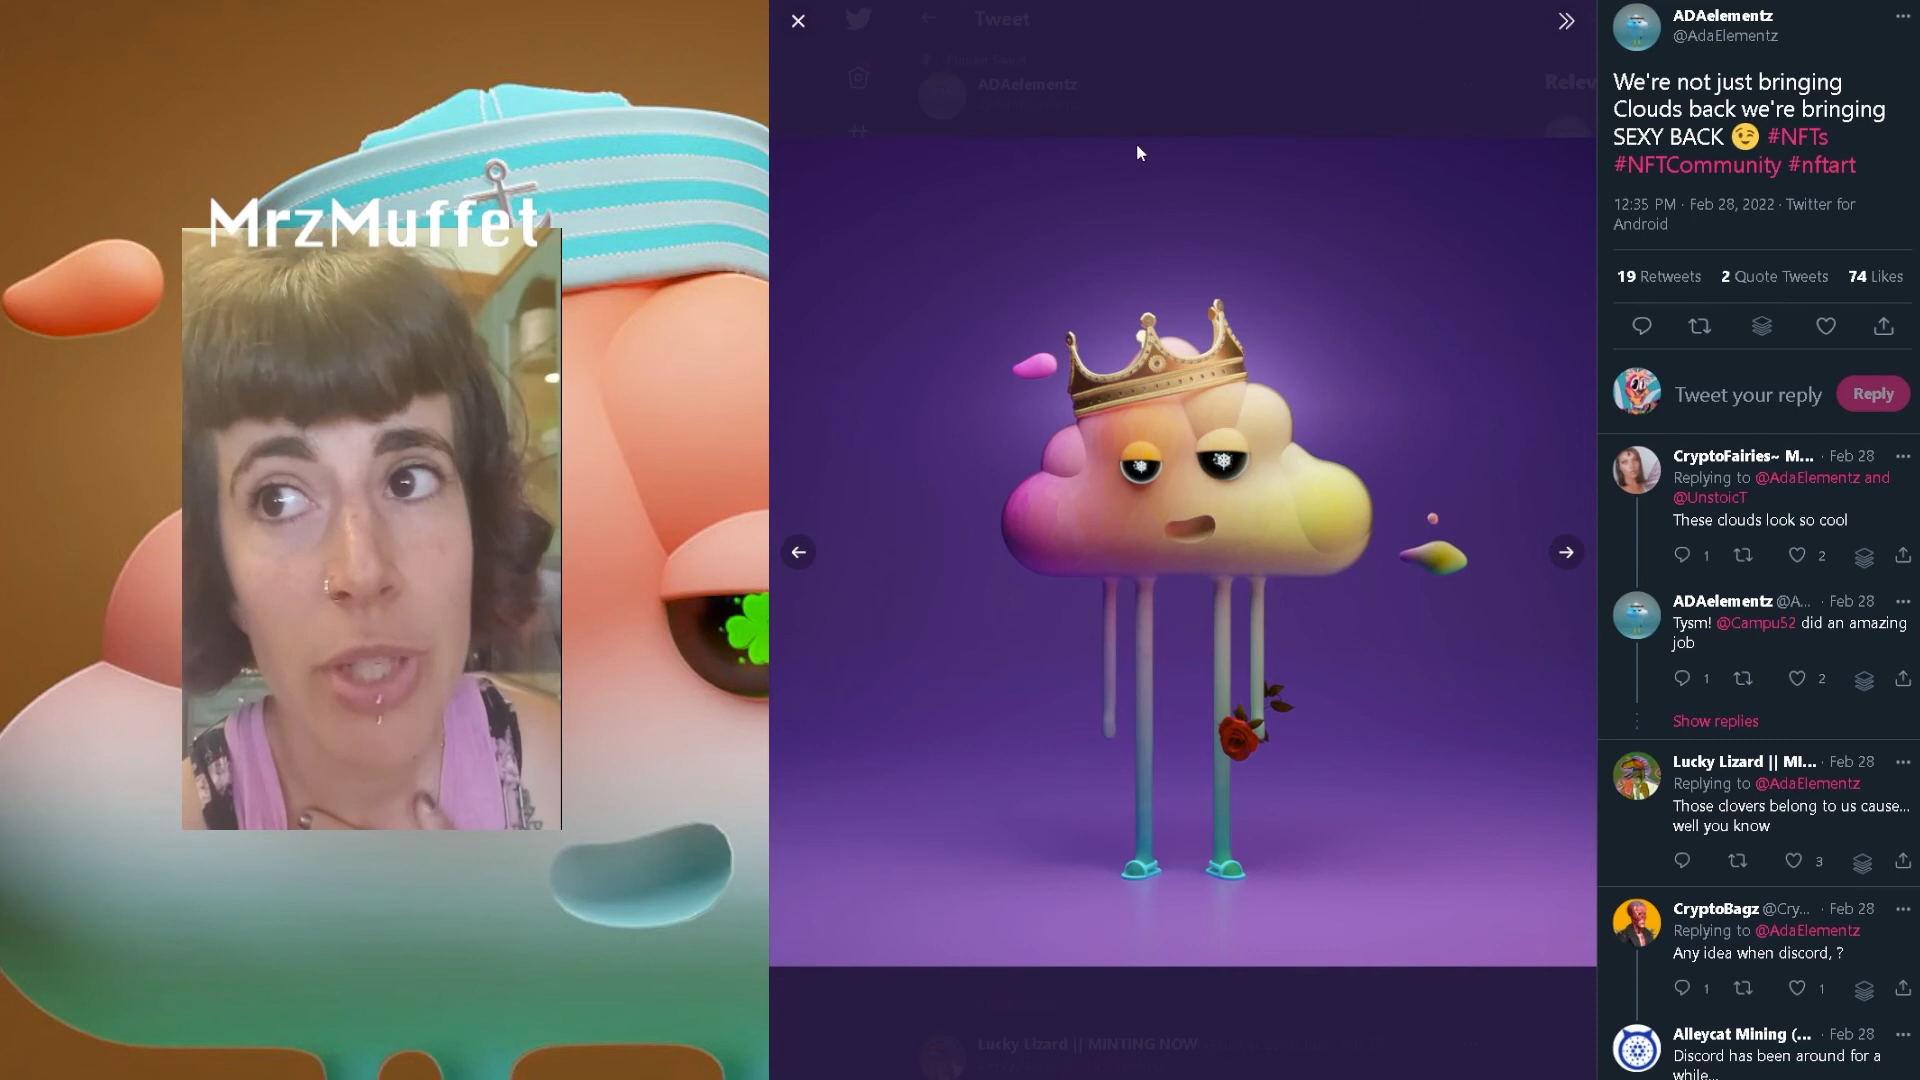 MrzMuffet
Tweet
ADAelementz
Relev
Lucky Lizard || MINTING NOW
ADAelementz
@AdaElementz
We're not just bringing
Clouds back we're bringing
SEXY BACK 😉 #NFTs
#NFTCommunity #nftart
12:35 PM · Feb 28, 2022 · Twitter for
Android
19 Retweets 2 Quote Tweets 74 Likes
Tweet your reply Reply
CryptoFairies~ M... · Feb 28
Replying to @AdaElementz and
@UnstoicT
These clouds look so cool
1 2
ADAelementz @A... · Feb 28
Tysm! @Campu52 did an amazing
job
1 2
Show replies
Lucky Lizard || MI... · Feb 28
Replying to @AdaElementz
Those clovers belong to us cause...
well you know
3
CryptoBagz @Cry... · Feb 28
Replying to @AdaElementz
Any idea when discord, ?
1 1
Alleycat Mining (... · Feb 28
Discord has been around for a
while...